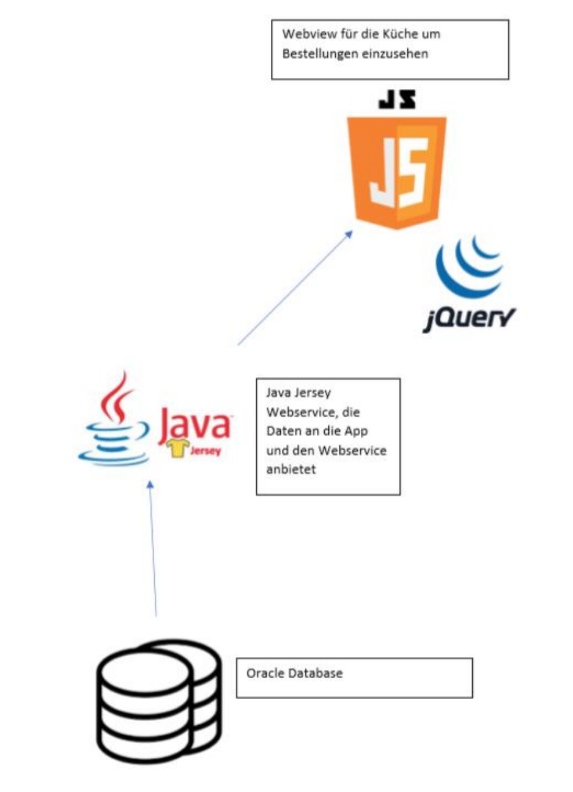 Webview für die Küche um
Bestellungen einzusehen
JS
JS
jQuery
Java
Jersey
Java Jersey
Webservice, die
Daten an die App
und den Webservice
anbietet
Oracle Database